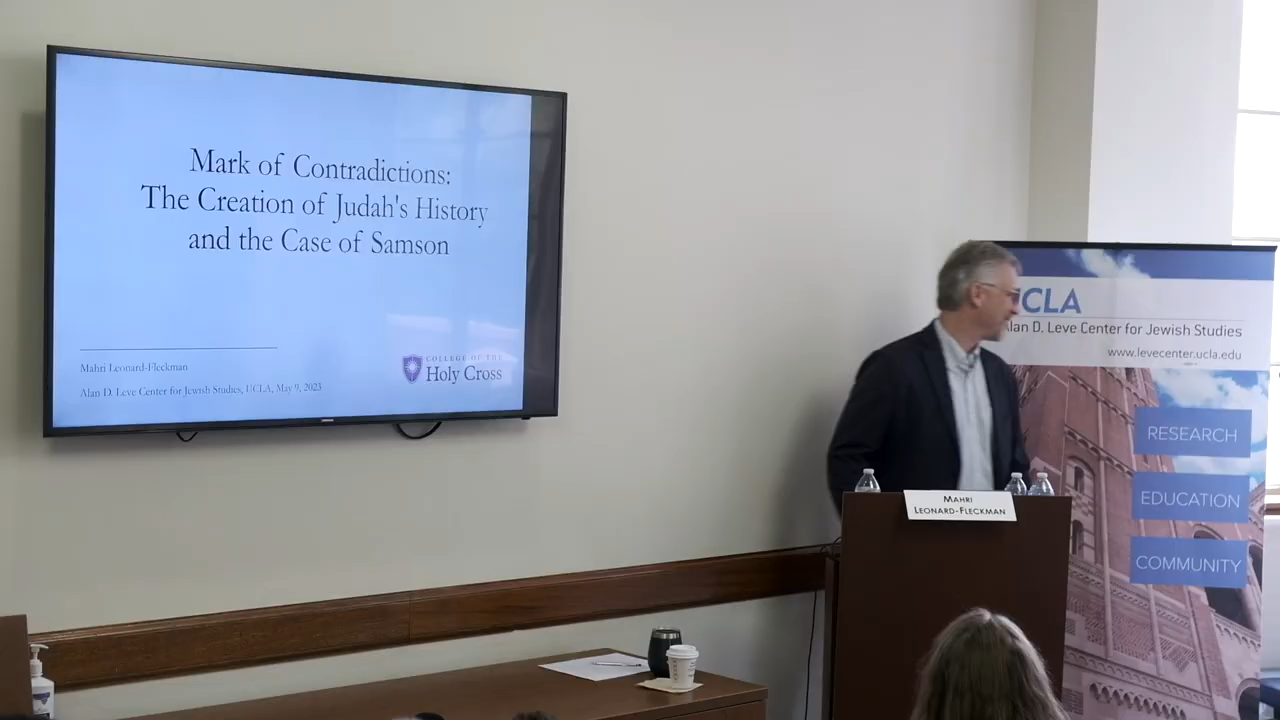 Mark of Contradictions:
The Creation of Judah's History
and the Case of Samson
Mahri Leonard-Fleckman
Alan D. Leve Center for Jewish Studies, UCLA, May 9, 2023
COLLEGE OF THE
Holy Cross
UCLA
Alan D. Leve Center for Jewish Studies
www.levecenter.ucla.edu
RESEARCH
EDUCATION
COMMUNITY
MAHRI
LEONARD-FLECKMAN